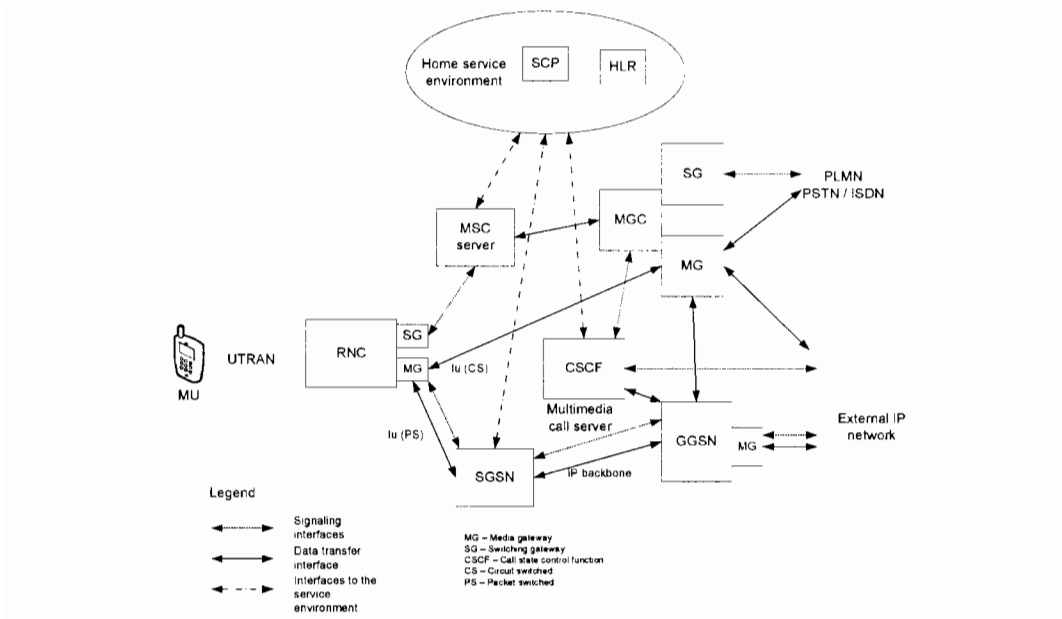 Home service
environment
SCP
HLR
SG
PLMN
PSTN / ISDN
MSC
server
MGC
MG
SG
RNC
MG
Iu (CS)
UTRAN
MU
CSCF
Multimedia
call server
Iu (PS)
GGSN
MG
External IP
network
SGSN
IP backbone
Legend
Signaling
interfaces
Data transfer
interface
Interfaces to the
service
environment
MG – Media gateway
SG – Switching gateway
CSCF – Call state control function
CS – Circuit switched
PS – Packet switched